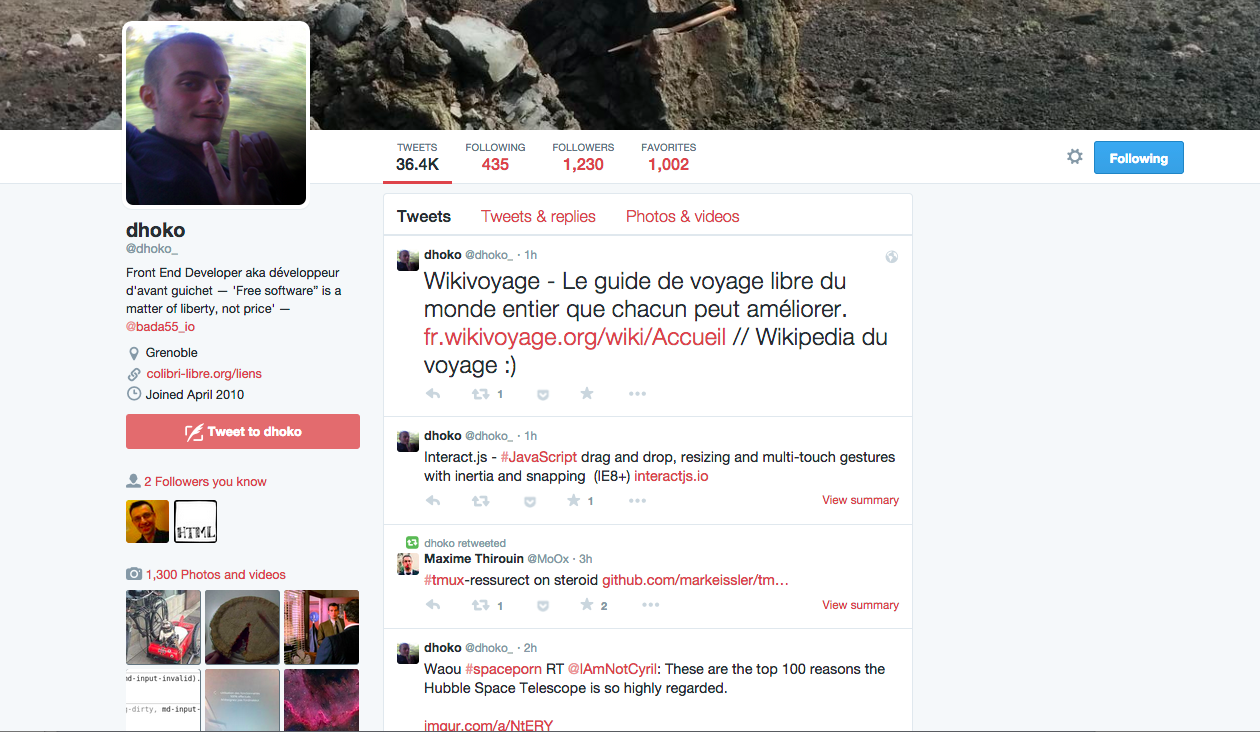 TWEETS FOLLOWING FOLLOWERS FAVORITES
36.4K 435 1,230 1,002
Following
dhoko
@dhoko_
Front End Developer aka développeur
d'avant guichet — 'Free software” is a
matter of liberty, not price' —
@bada55_io
Grenoble
colibri-libre.org/liens
Joined April 2010
Tweet to dhoko
2 Followers you know
HTML
1,300 Photos and videos
md-input-invalid).
g-dirty, md-input-
Tweets Tweets & replies Photos & videos
dhoko @dhoko_ · 1h
Wikivoyage - Le guide de voyage libre du
monde entier que chacun peut améliorer.
fr.wikivoyage.org/wiki/Accueil // Wikipedia du
voyage :)
1
dhoko @dhoko_ · 1h
Interact.js - #JavaScript drag and drop, resizing and multi-touch gestures
with inertia and snapping (IE8+) interactjs.io
1 View summary
dhoko retweeted
Maxime Thirouin @MoOx · 3h
#tmux-ressurect on steroid github.com/markeissler/tm…
1 2 View summary
dhoko @dhoko_ · 2h
Waou #spaceporn RT @IAmNotCyril: These are the top 100 reasons the
Hubble Space Telescope is so highly regarded.
imgur.com/a/NtERY